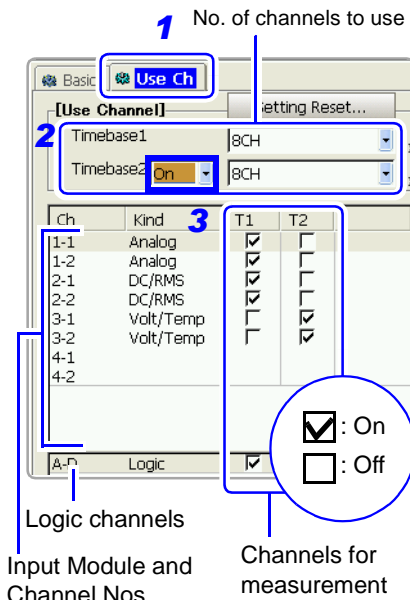 1 No. of channels to use
Basic Use Ch
[Use Channel] Setting Reset...
2 Timebase1 8CH
Timebase2 On 8CH
Ch Kind 3 T1 T2
1-1 Analog
1-2 Analog
2-1 DC/RMS
2-2 DC/RMS
3-1 Volt/Temp
3-2 Volt/Temp
4-1
4-2
: On
: Off
A-D Logic
Logic channels
Input Module and
Channel Nos
Channels for
measurement